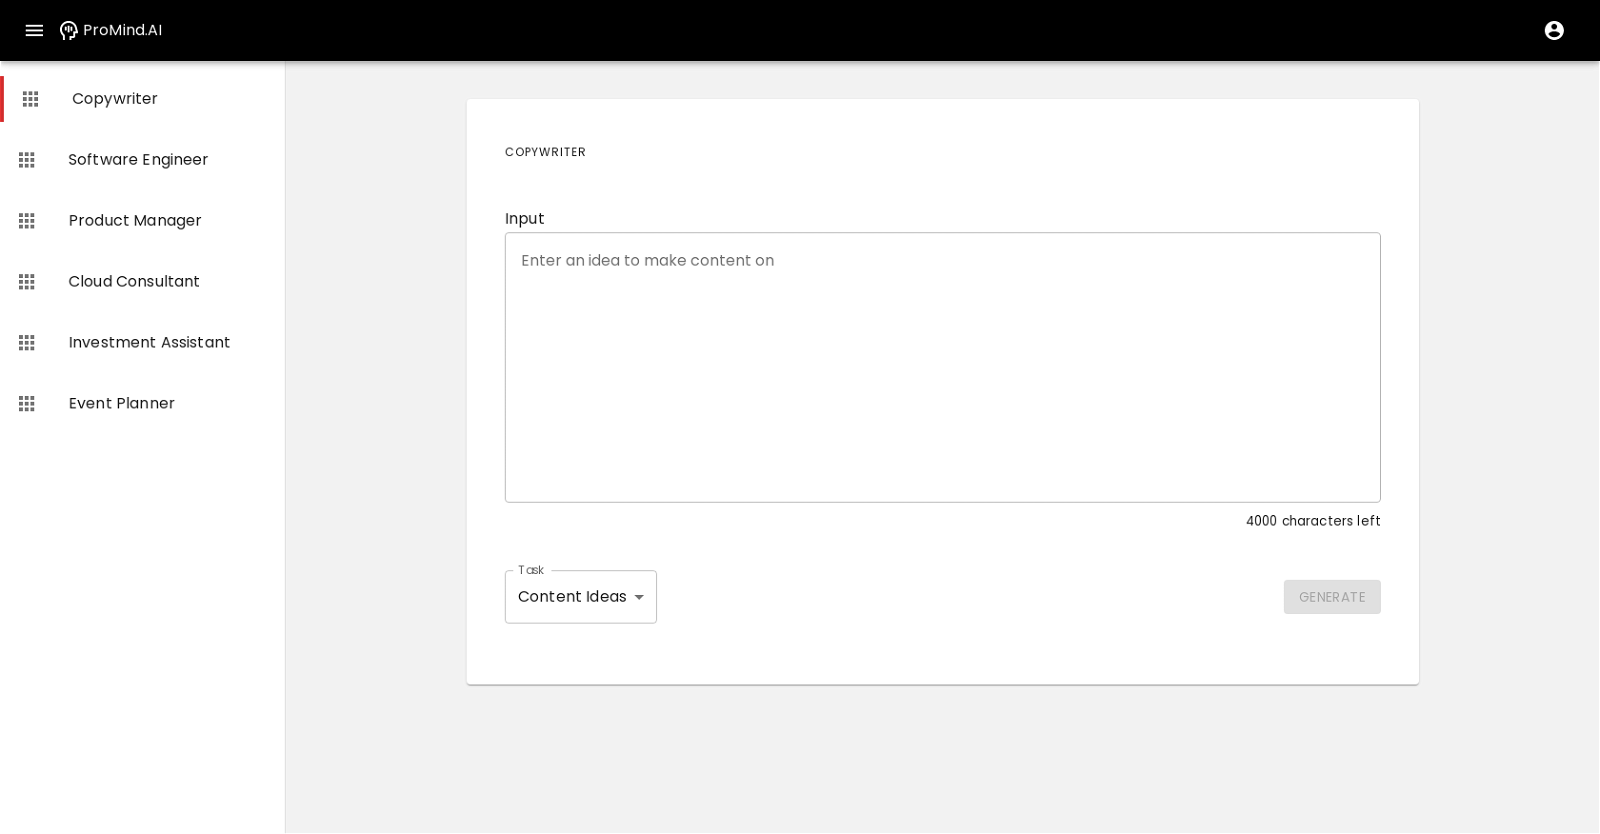 ProMind.AI
Copywriter
Software Engineer
Product Manager
Cloud Consultant
Investment Assistant
Event Planner
COPYWRITER
Input
Enter an idea to make content on
4000 characters left
Task
Content Ideas
GENERATE